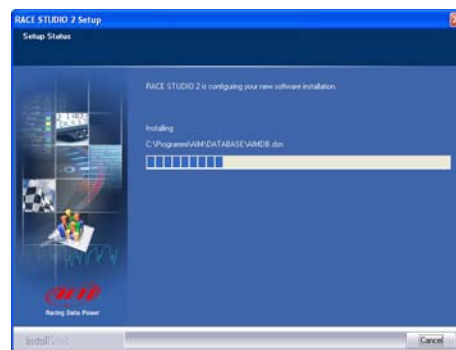 RACE STUDIO 2 Setup
Setup Status
RACE STUDIO 2 is configuring your new software installation.
Installing
C:\Programmi\AIM\DATABASE\AIMDB.dsn
Racing Data Power
InstallShield
Cancel